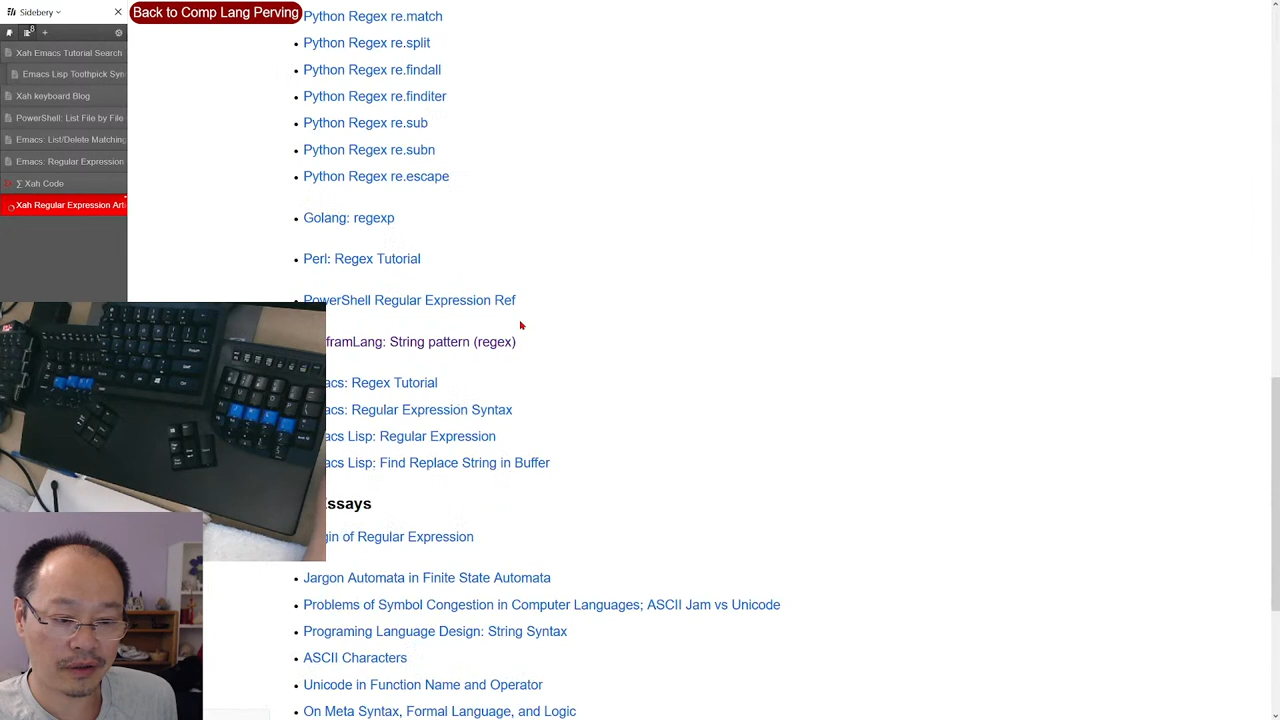 Sidebery
Back to Comp Lang Perving
8
Xah Emacs Tutorial Search
Emacs Lisp Toothpick Syn
Xah keyboard Blog
PowerShell: List File by File
Emacs: List/Delete Matching
Emacs: Regular Expression
∑ Xah Code
Xah Regular Expression Art
Python Regex re.match
Python Regex re.split
Python Regex re.findall
Python Regex re.finditer
Python Regex re.sub
Python Regex re.subn
Python Regex re.escape
Golang: regexp
Perl: Regex Tutorial
PowerShell Regular Expression Ref
framLang: String pattern (regex)
acs: Regex Tutorial
acs: Regular Expression Syntax
acs Lisp: Regular Expression
acs Lisp: Find Replace String in Buffer
Essays
gin of Regular Expression
Jargon Automata in Finite State Automata
Problems of Symbol Congestion in Computer Languages; ASCII Jam vs Unicode
Programing Language Design: String Syntax
ASCII Characters
Unicode in Function Name and Operator
On Meta Syntax, Formal Language, and Logic